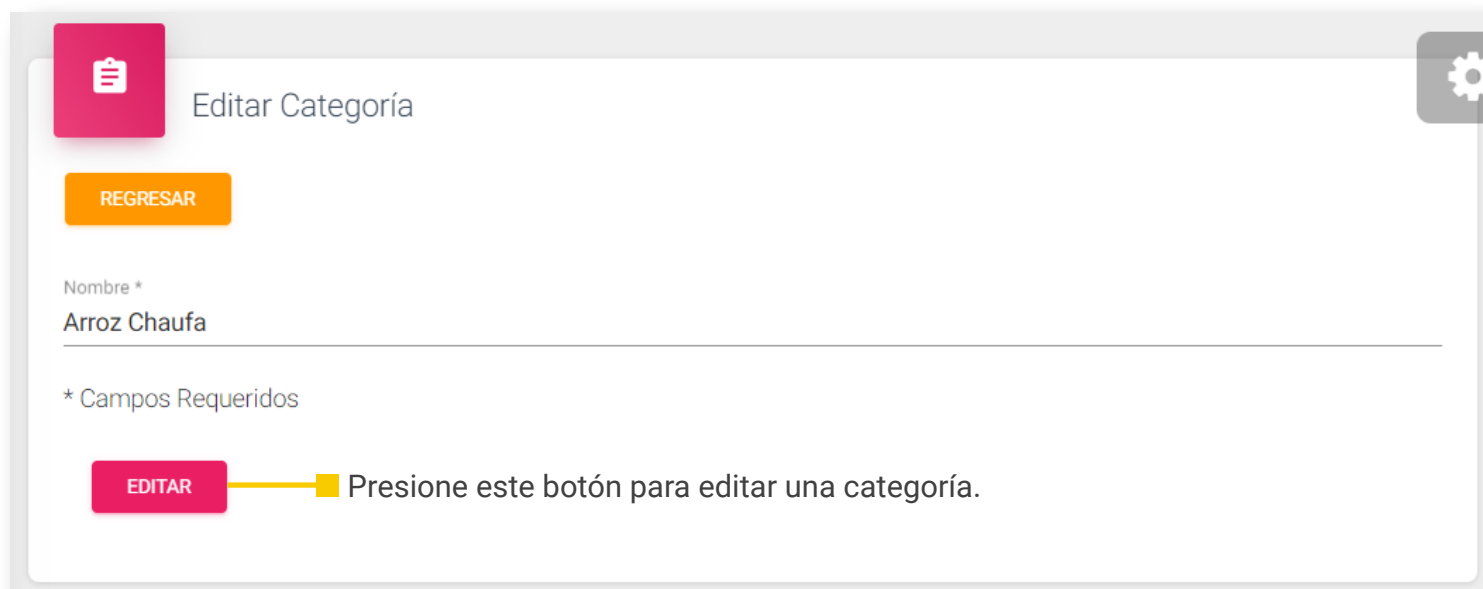 Editar Categoría
REGRESAR
Nombre *
Arroz Chaufa
* Campos Requeridos
EDITAR
Presione este botón para editar una categoría.